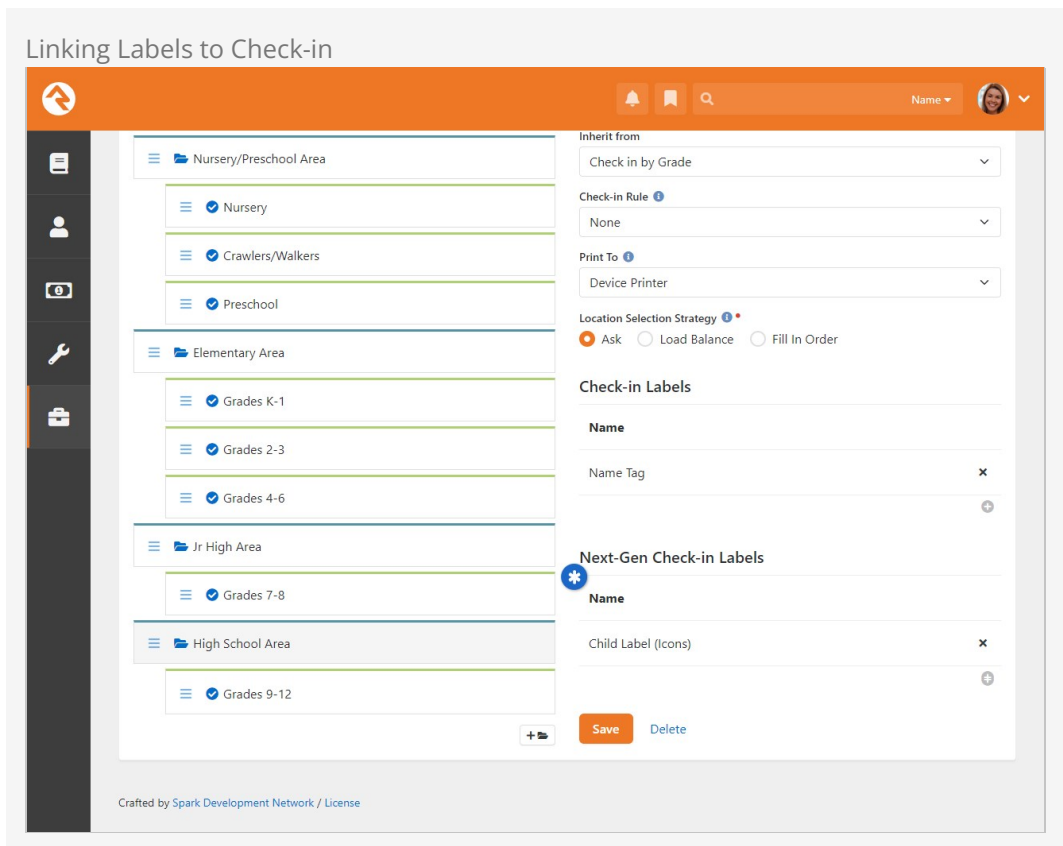 Linking Labels to Check-in
Name
Nursery/Preschool Area
Nursery
Crawlers/Walkers
Preschool
Elementary Area
Grades K-1
Grades 2-3
Grades 4-6
Jr High Area
Grades 7-8
High School Area
Grades 9-12
Inherit from
Check in by Grade
Check-in Rule
None
Print To
Device Printer
Location Selection Strategy
Ask Load Balance Fill In Order
Check-in Labels
Name
Name Tag
Next-Gen Check-in Labels
Name
Child Label (Icons)
Save Delete
Crafted by Spark Development Network / License